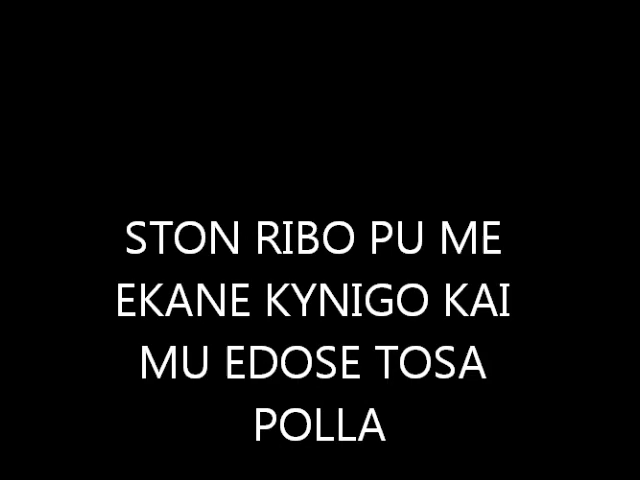 STON RIBO PU ME
EKANE KYNIGO KAI
MU EDOSE TOSA
POLLA